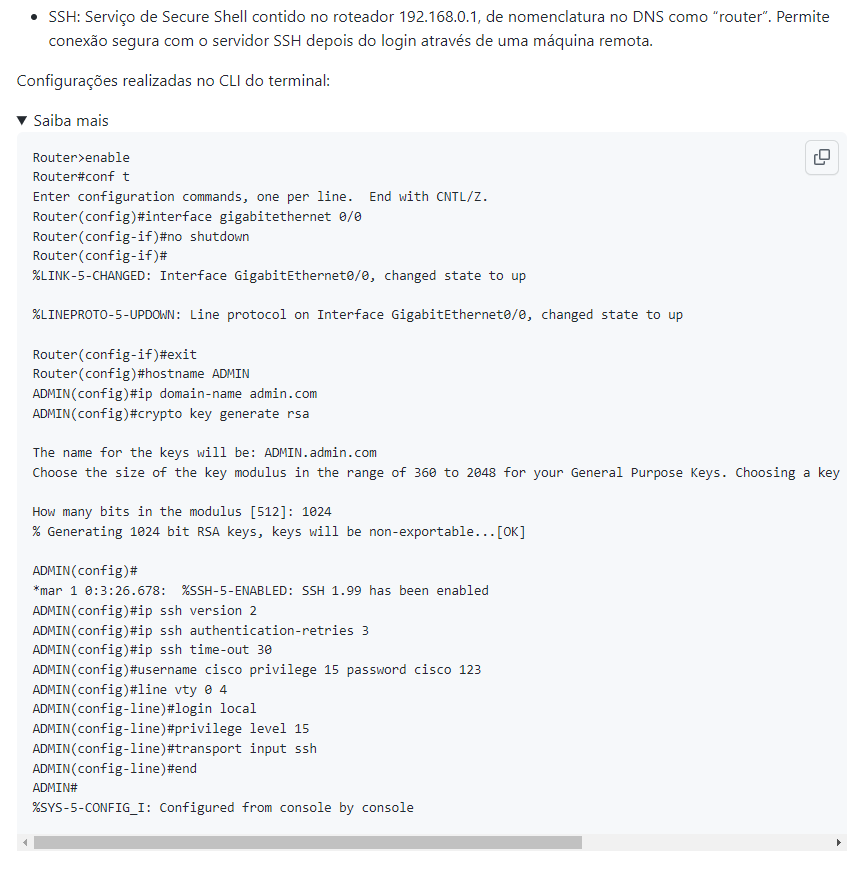 SSH: Serviço de Secure Shell contido no roteador 192.168.0.1, de nomenclatura no DNS como “router”. Permite
conexão segura com o servidor SSH depois do login através de uma máquina remota.
Configurações realizadas no CLI do terminal:
Saiba mais
Router>enable
Router#conf t
Enter configuration commands, one per line.  End with CNTL/Z.
Router(config)#interface gigabitethernet 0/0
Router(config-if)#no shutdown
Router(config-if)#
%LINK-5-CHANGED: Interface GigabitEthernet0/0, changed state to up
%LINEPROTO-5-UPDOWN: Line protocol on Interface GigabitEthernet0/0, changed state to up
Router(config-if)#exit
Router(config)#hostname ADMIN
ADMIN(config)#ip domain-name admin.com
ADMIN(config)#crypto key generate rsa
The name for the keys will be: ADMIN.admin.com
Choose the size of the key modulus in the range of 360 to 2048 for your General Purpose Keys. Choosing a key
How many bits in the modulus [512]: 1024
% Generating 1024 bit RSA keys, keys will be non-exportable...[OK]
ADMIN(config)#
*mar 1 0:3:26.678:  %SSH-5-ENABLED: SSH 1.99 has been enabled
ADMIN(config)#ip ssh version 2
ADMIN(config)#ip ssh authentication-retries 3
ADMIN(config)#ip ssh time-out 30
ADMIN(config)#username cisco privilege 15 password cisco 123
ADMIN(config)#line vty 0 4
ADMIN(config-line)#login local
ADMIN(config-line)#privilege level 15
ADMIN(config-line)#transport input ssh
ADMIN(config-line)#end
ADMIN#
%SYS-5-CONFIG_I: Configured from console by console